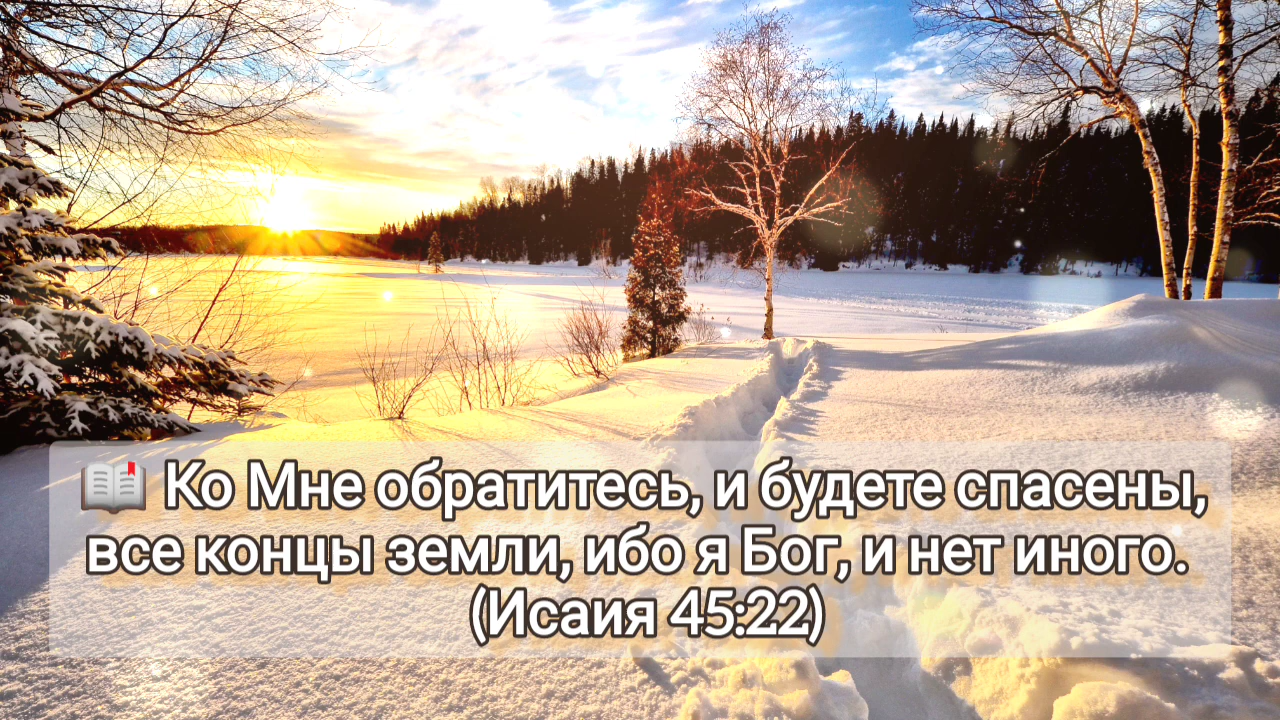 📖 Ко Мне обратитесь, и будете спасены,
все концы земли, ибо я Бог, и нет иного.
(Исаия 45:22)